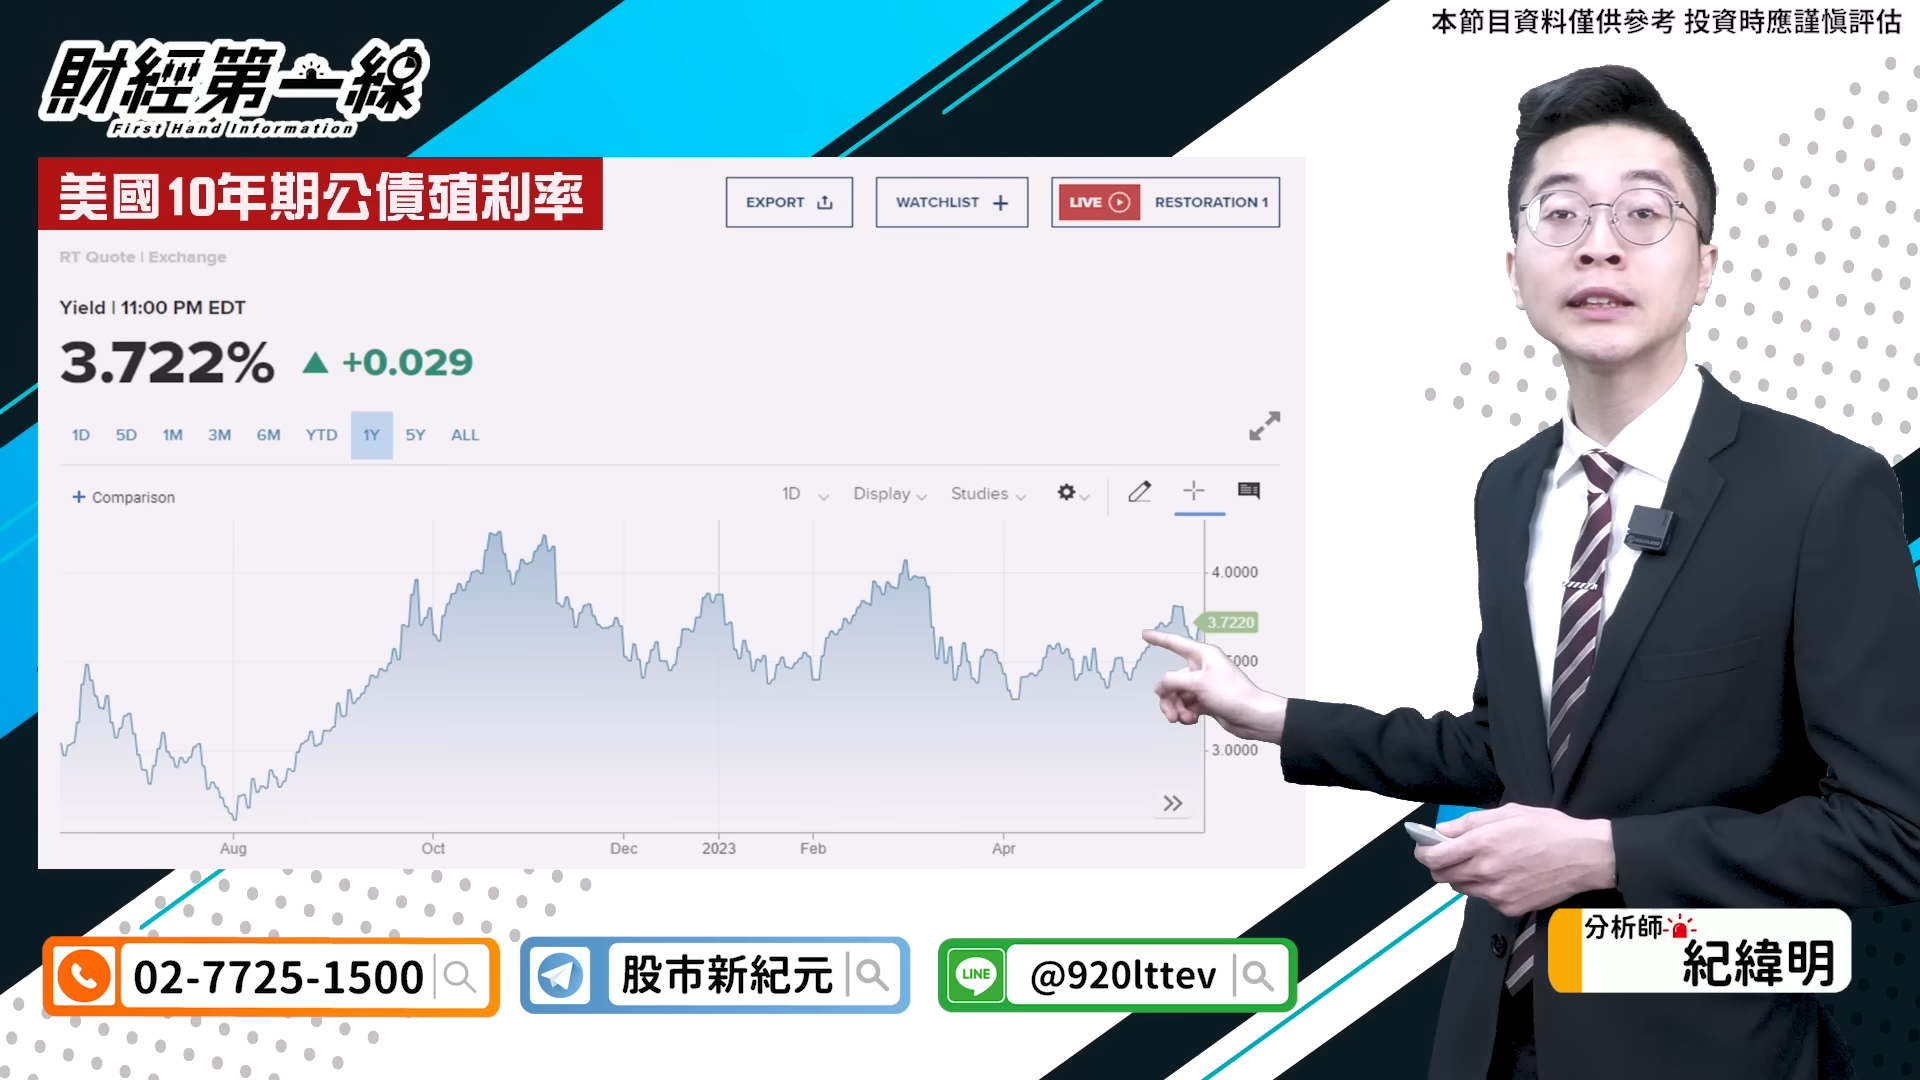 本節目資料僅供參考 投資時應謹慎評估
財經第一線
First Hand Information
美國10年期公債殖利率
EXPORT
WATCHLIST
LIVE RESTORATION 1
RT Quote | Exchange
Yield | 11:00 PM EDT
3.722% ▲ +0.029
1D 5D 1M 3M 6M YTD 1Y 5Y ALL
+ Comparison 1D Display Studies
4.0000
3.7220
000
3.0000
Aug Oct Dec 2023 Feb Apr
分析師
紀緯明
02-7725-1500
股市新紀元
LINE @920lttev